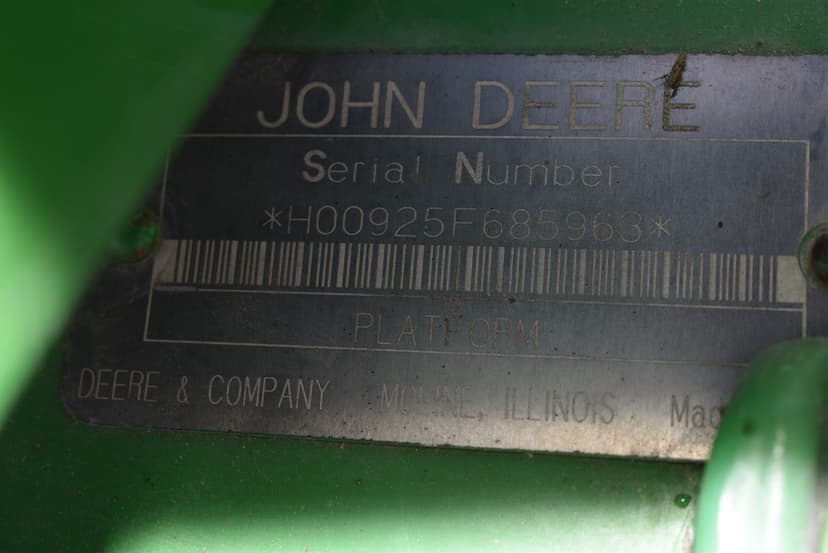 JOHN DEERE
Serial Number
*H00925F685963*
PLATFORM
DEERE & COMPANY MOLINE, ILLINOIS